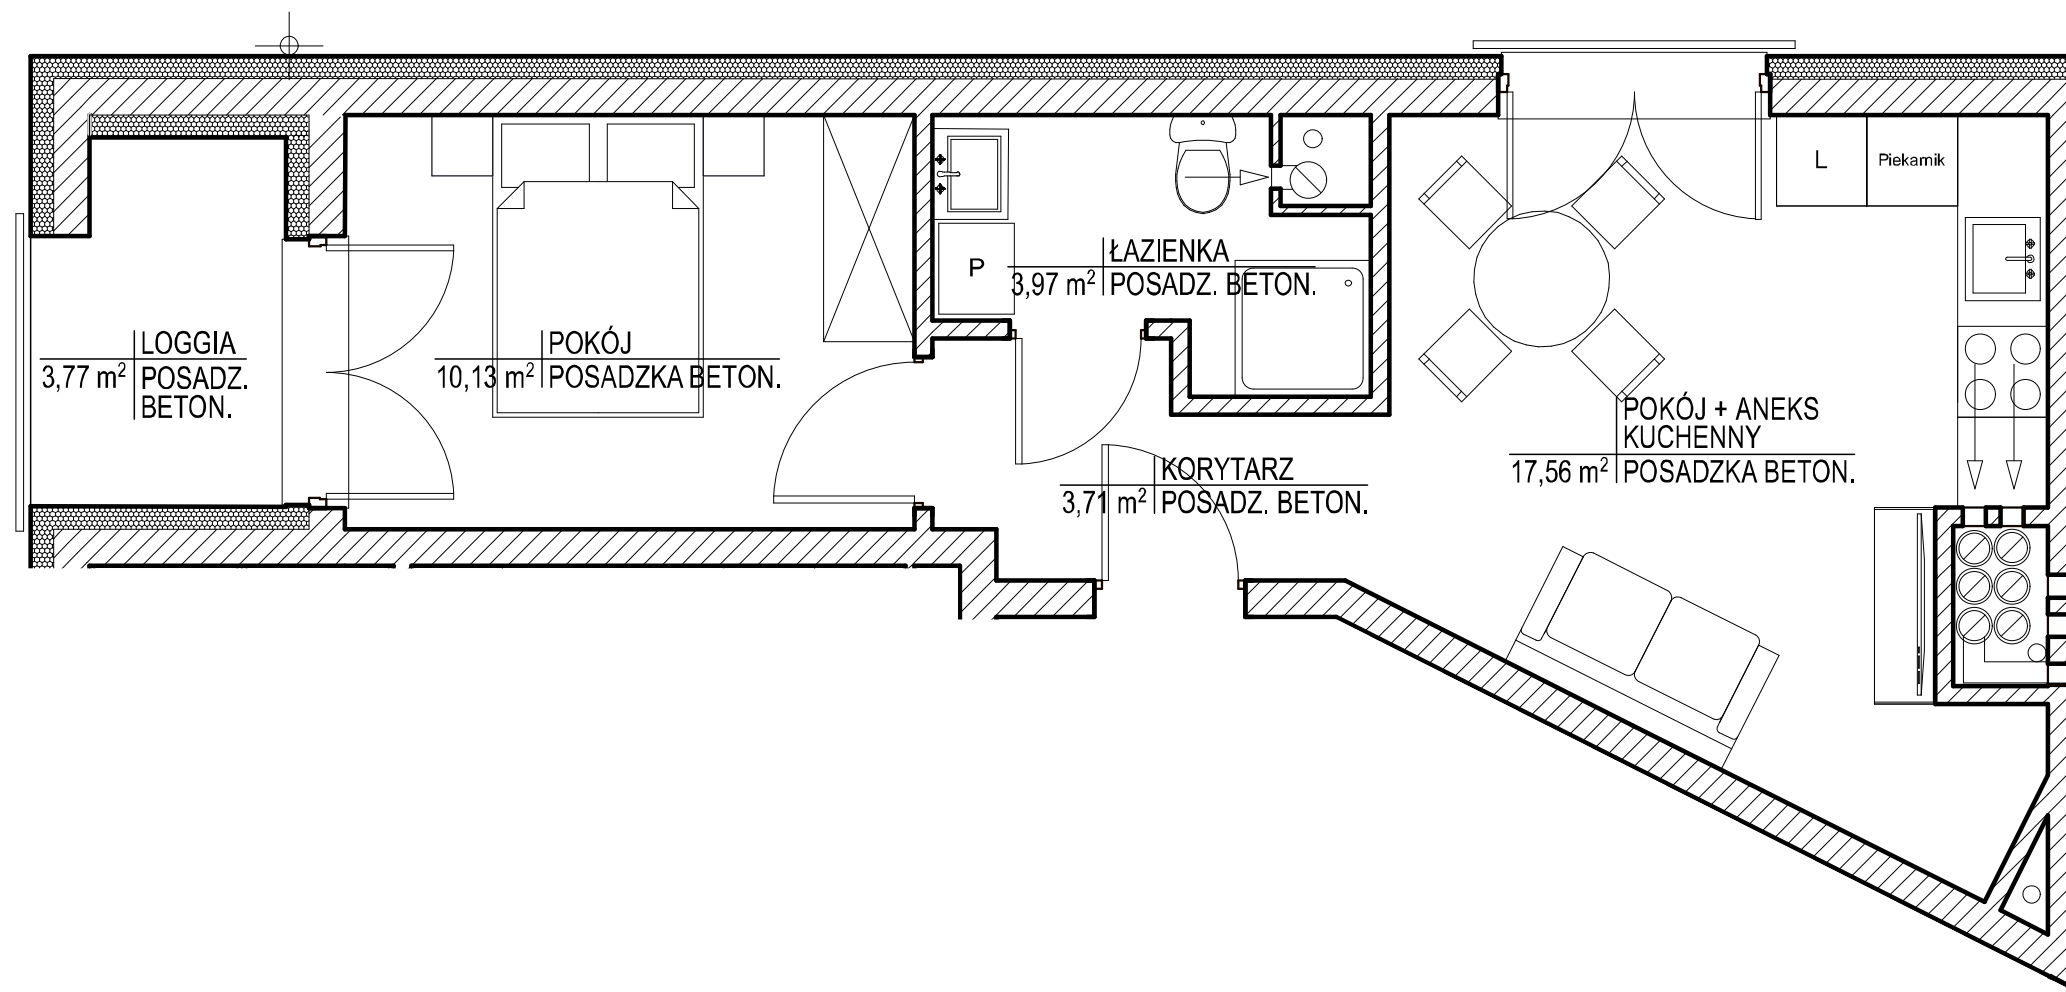 L
Piekarnik
P
ŁAZIENKA
3,97 m² POSADZ. BETON.
LOGGIA
3,77 m² POSADZ.
BETON.
POKÓJ
10,13 m² POSADZKA BETON.
POKÓJ + ANEKS
KUCHENNY
17,56 m² POSADZKA BETON.
KORYTARZ
3,71 m² POSADZ. BETON.